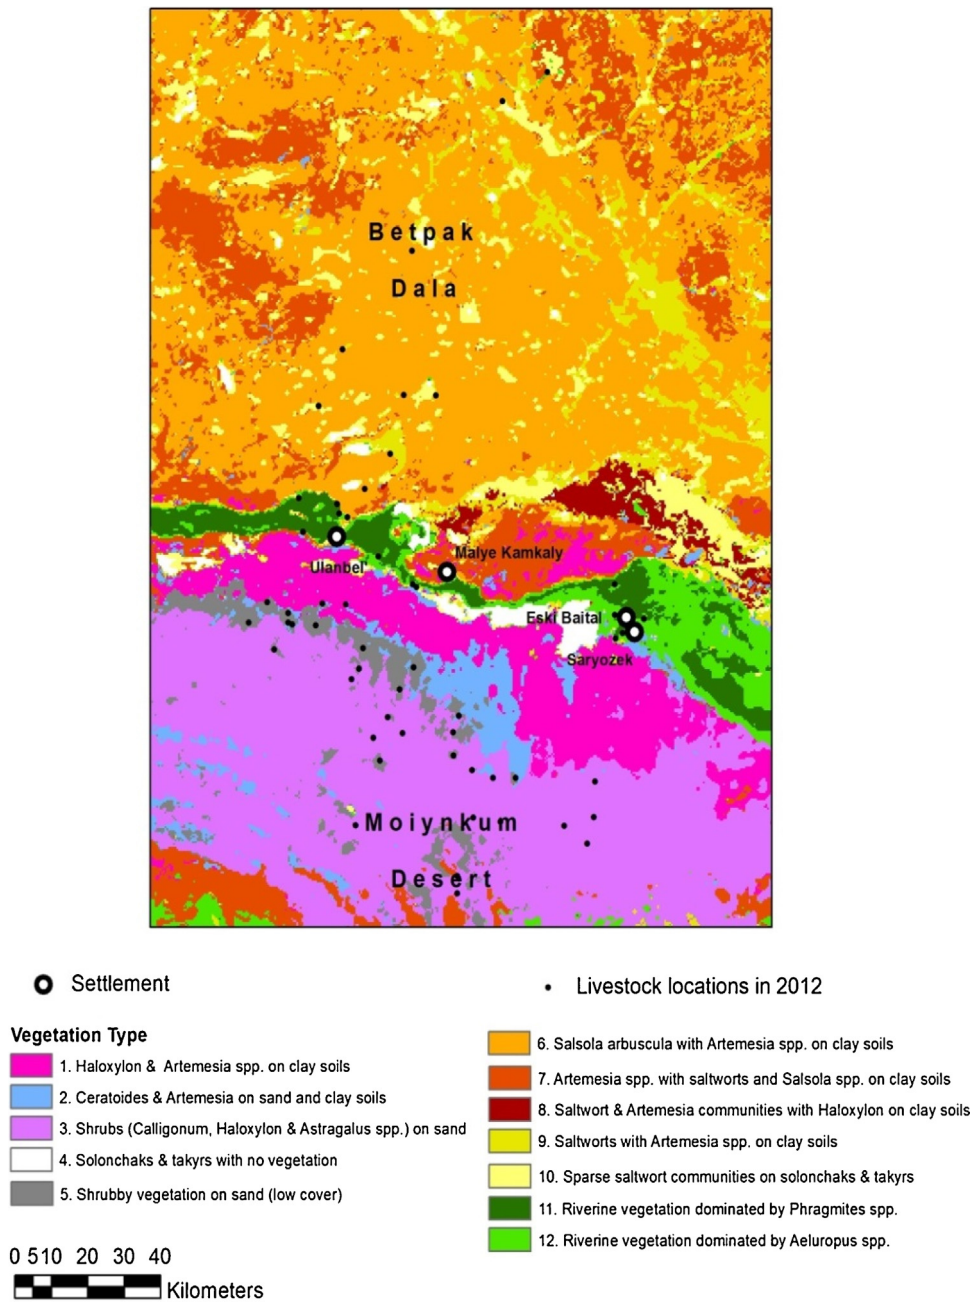 Betpak
Dala
Malye Kamkaly
Ulanbel'
Eski Baital
Saryozek
Moiynkum
Desert
Settlement
Livestock locations in 2012
Vegetation Type
1. Haloxylon & Artemesia spp. on clay soils
2. Ceratoides & Artemesia on sand and clay soils
3. Shrubs (Calligonum, Haloxylon & Astragalus spp.) on sand
4. Solonchaks & takyrs with no vegetation
5. Shrubby vegetation on sand (low cover)
6. Salsola arbuscula with Artemesia spp. on clay soils
7. Artemesia spp. with saltworts and Salsola spp. on clay soils
8. Saltwort & Artemesia communities with Haloxylon on clay soils
9. Saltworts with Artemesia spp. on clay soils
10. Sparse saltwort communities on solonchaks & takyrs
11. Riverine vegetation dominated by Phragmites spp.
12. Riverine vegetation dominated by Aeluropus spp.
0 510 20 30 40
Kilometers